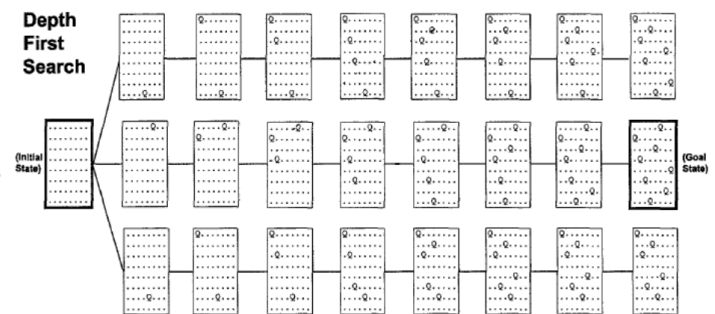 Depth
First
Search
(Initial
State)
(Goal
State)